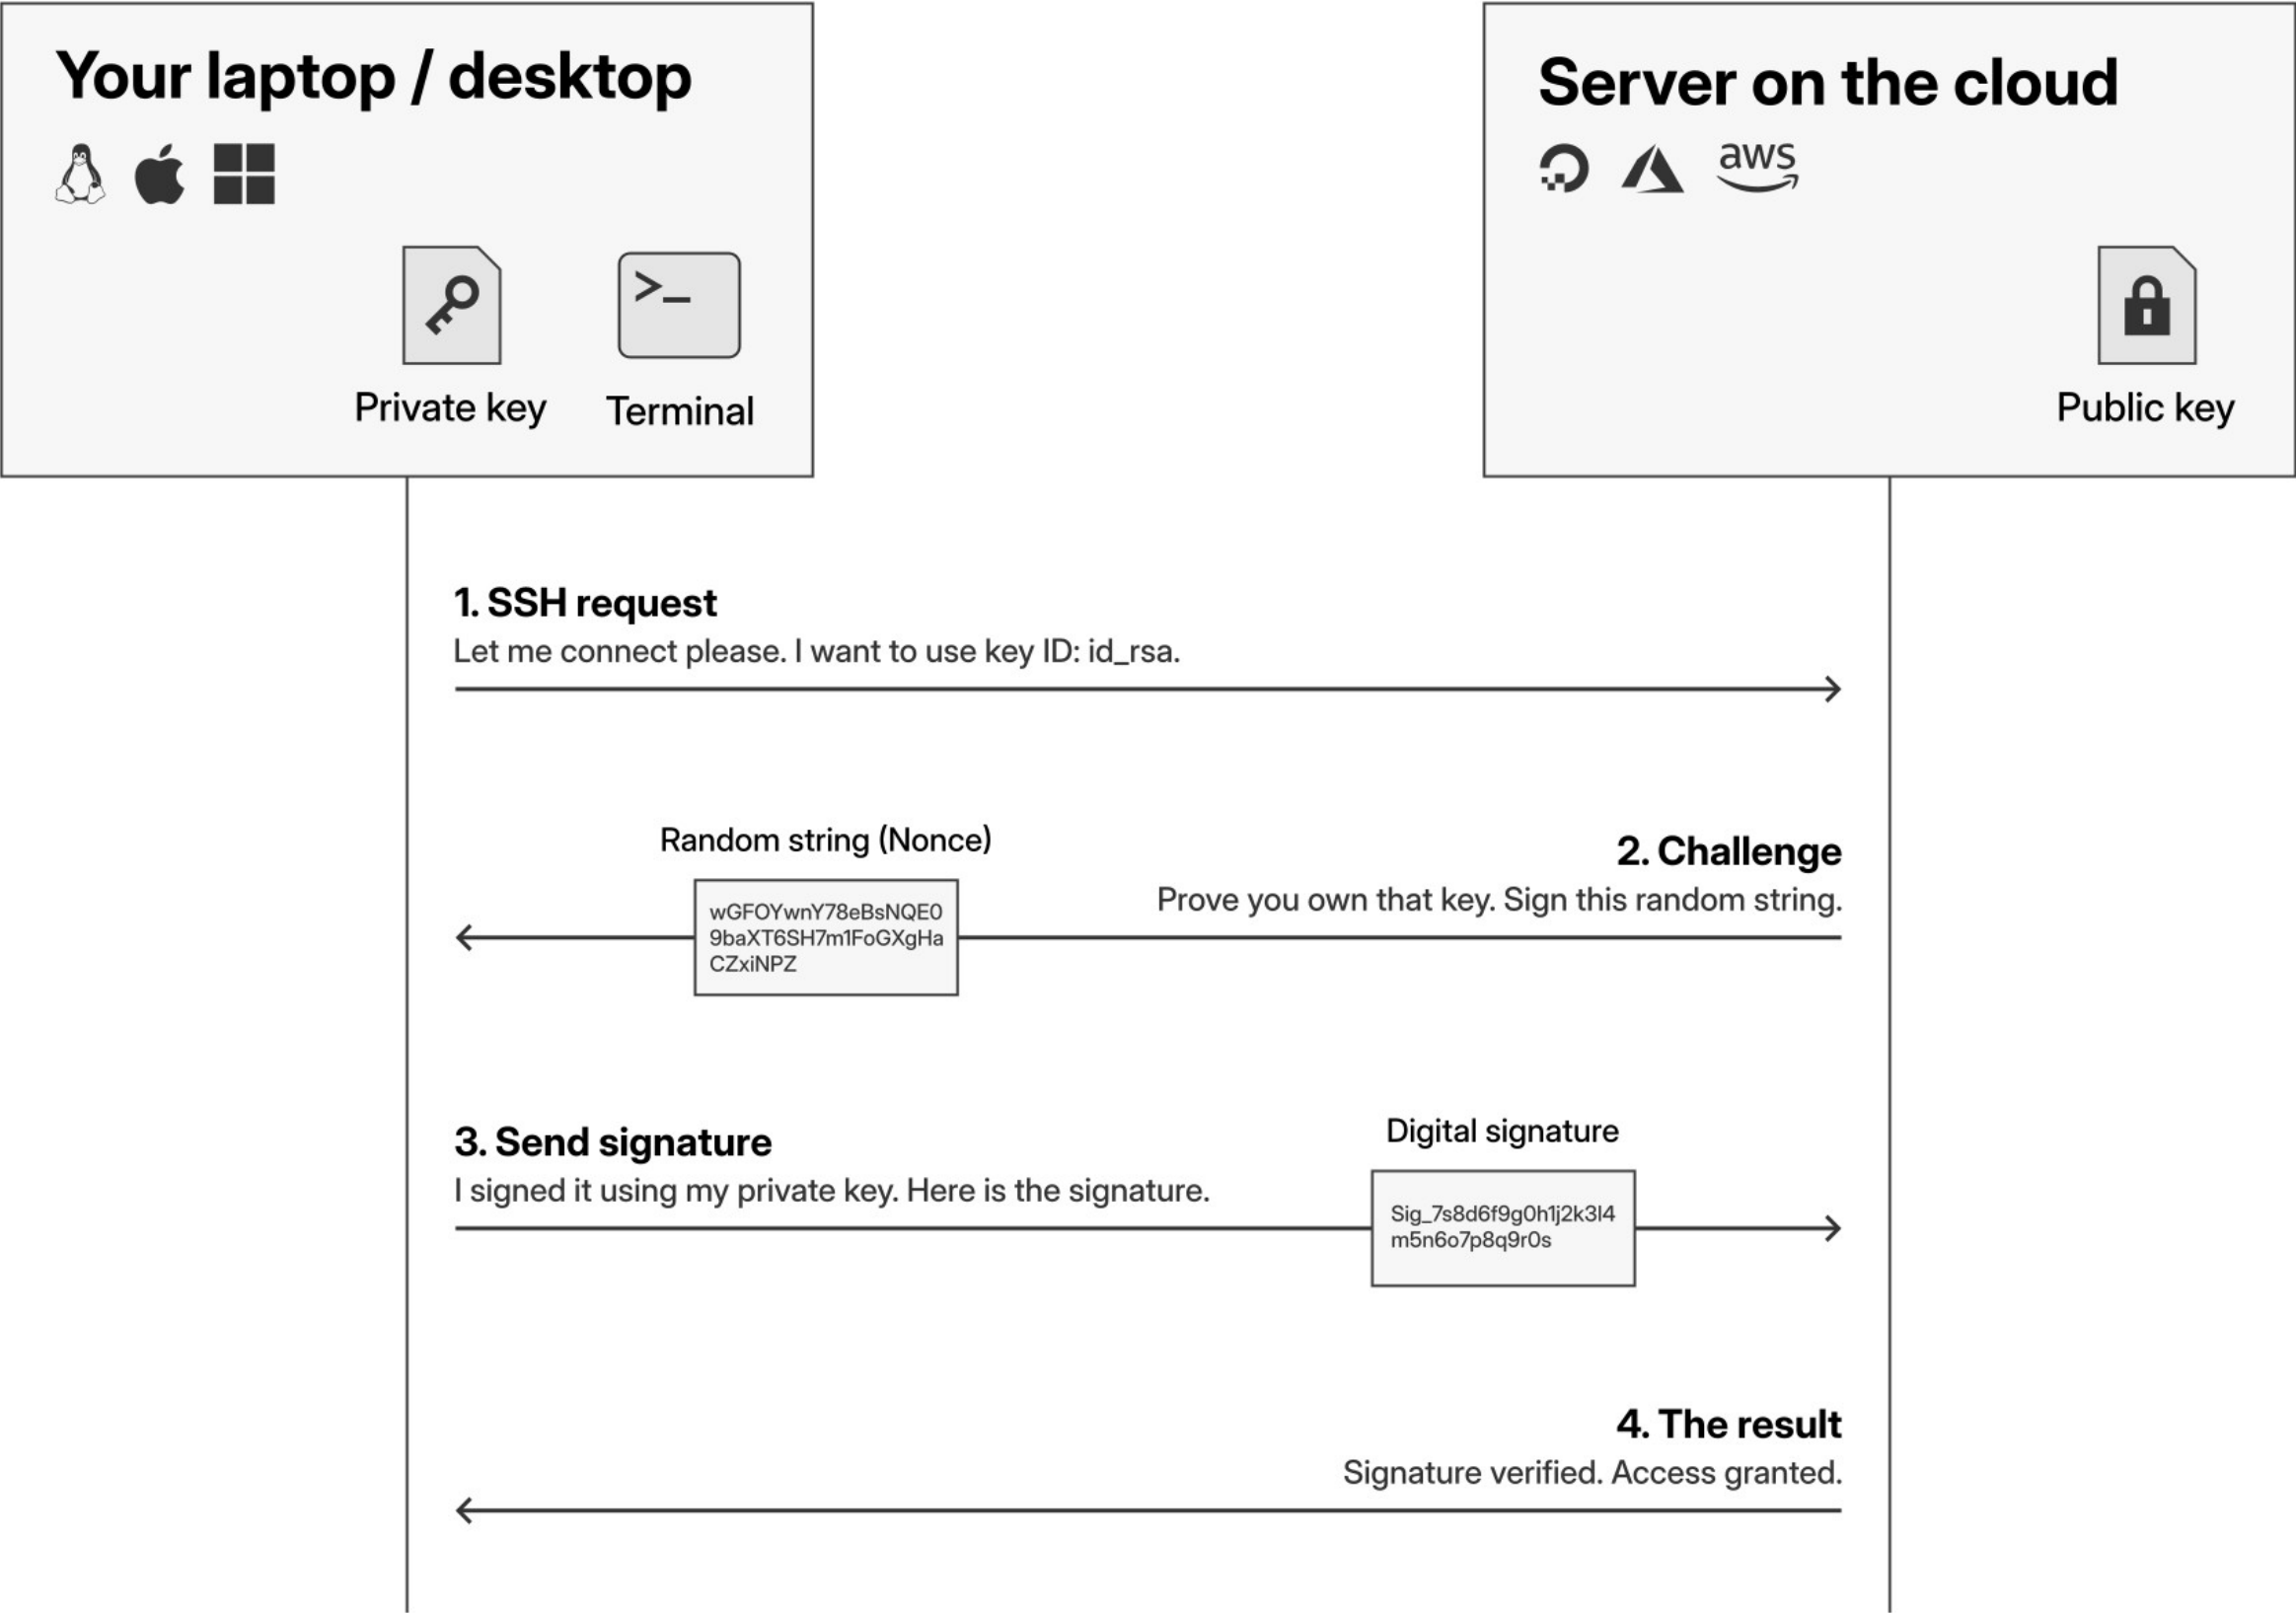 Your laptop / desktop
Server on the cloud
aws
>_
Private key
Terminal
Public key
1. SSH request
Let me connect please. I want to use key ID: id_rsa.
Random string (Nonce)
wGFOYwnY78eBsNQE0
9baXT6SH7m1FoGXgHa
CZxiNPZ
2. Challenge
Prove you own that key. Sign this random string.
3. Send signature
I signed it using my private key. Here is the signature.
Digital signature
Sig_7s8d6f9g0h1j2k3l4
m5n6o7p8q9r0s
4. The result
Signature verified. Access granted.